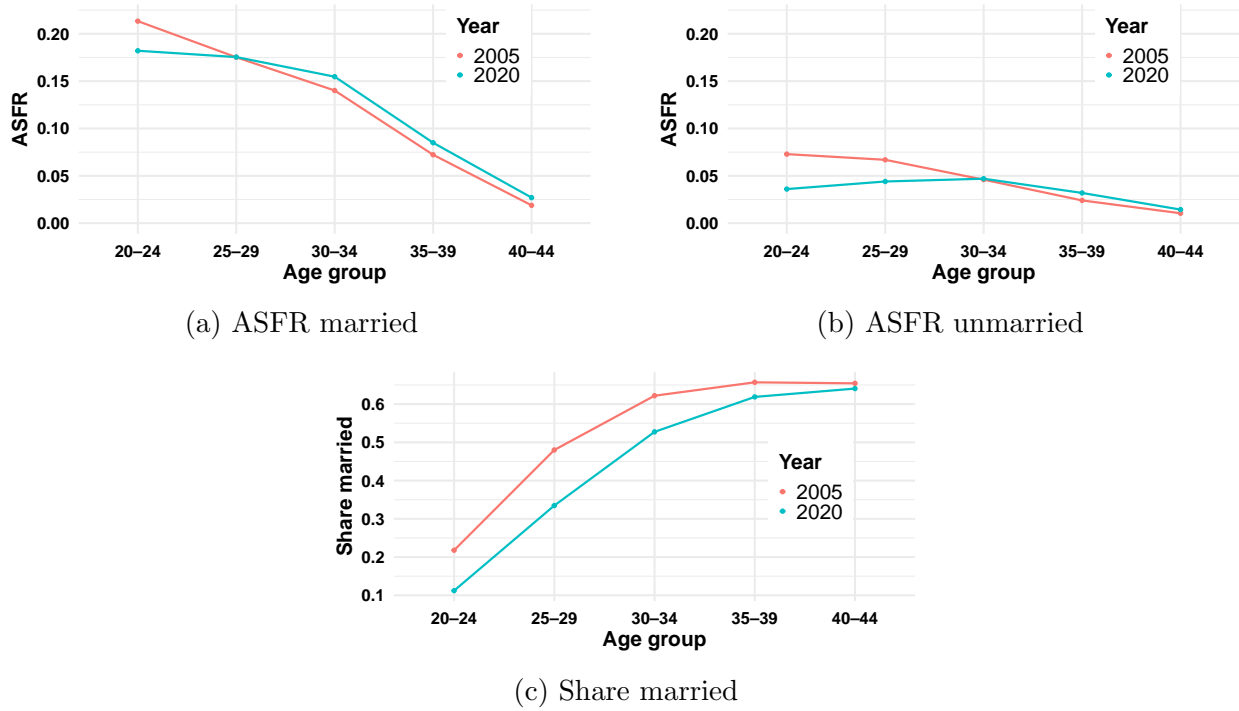 Year
2005
2020
ASFR
0.20
0.15
0.10
0.05
0.00
20–24 25–29 30–34 35–39 40–44
Age group
(a) ASFR married
Year
2005
2020
ASFR
0.20
0.15
0.10
0.05
0.00
20–24 25–29 30–34 35–39 40–44
Age group
(b) ASFR unmarried
Share married
0.6
0.5
0.4
0.3
0.2
0.1
Year
2005
2020
20–24 25–29 30–34 35–39 40–44
Age group
(c) Share married